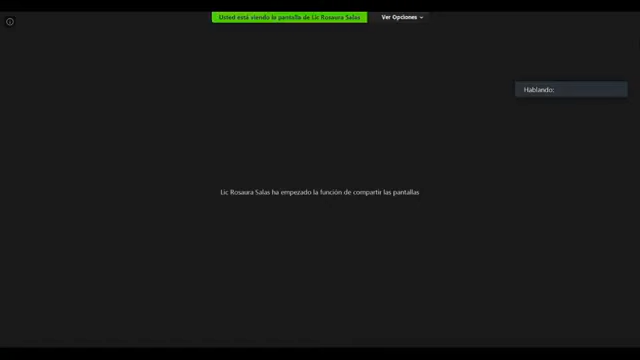 Usted está viendo la pantalla de Lic Rosaura Salas
Ver Opciones
Hablando:
Lic Rosaura Salas ha empezado la función de compartir las pantallas